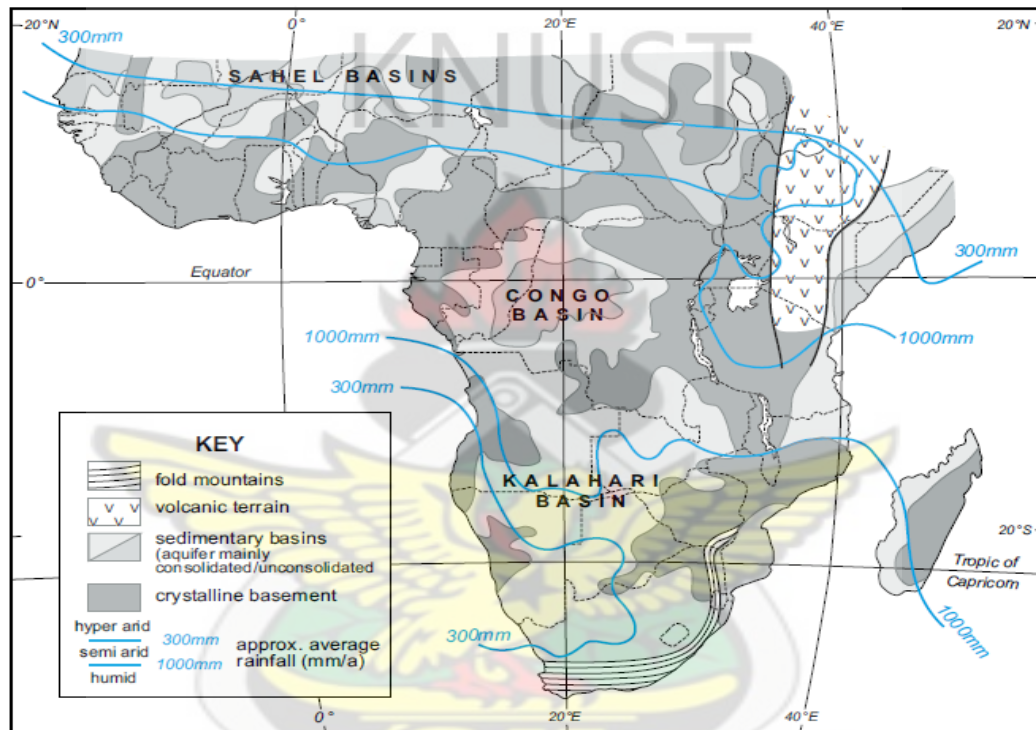 20°N
0°
20°E
40°E
20°N
300mm
KNUST
SAHEL BASINS
Equator
0°
300mm
CONGO
BASIN
1000mm
1000mm
300mm
KALAHARI
BASIN
20°S
Tropic of
Capricorn
300mm
1000mm
KEY
fold mountains
volcanic terrain
sedimentary basins
(aquifer mainly
consolidated/unconsolidated)
crystalline basement
hyper arid
300mm
semi arid
1000mm
humid
approx. average
rainfall (mm/a)
0°
20°E
40°E